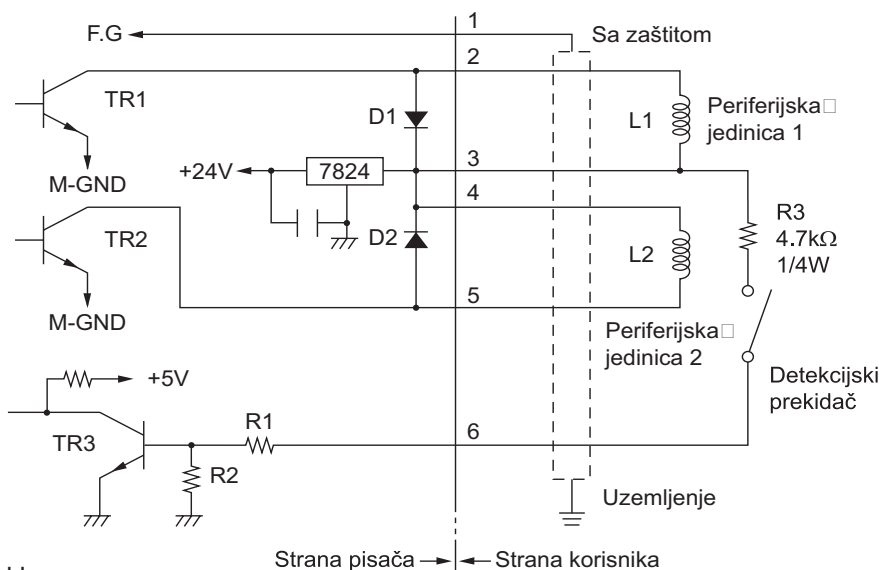 F.G
1
Sa zaštitom
2
TR1
D1
L1
Periferijska
jedinica 1
M-GND
+24V
7824
3
4
R3
4.7kΩ
1/4W
TR2
D2
L2
M-GND
5
Periferijska
jedinica 2
+5V
Detekcijski
prekidač
R1
6
TR3
R2
Uzemljenje
Strana pisača
Strana korisnika